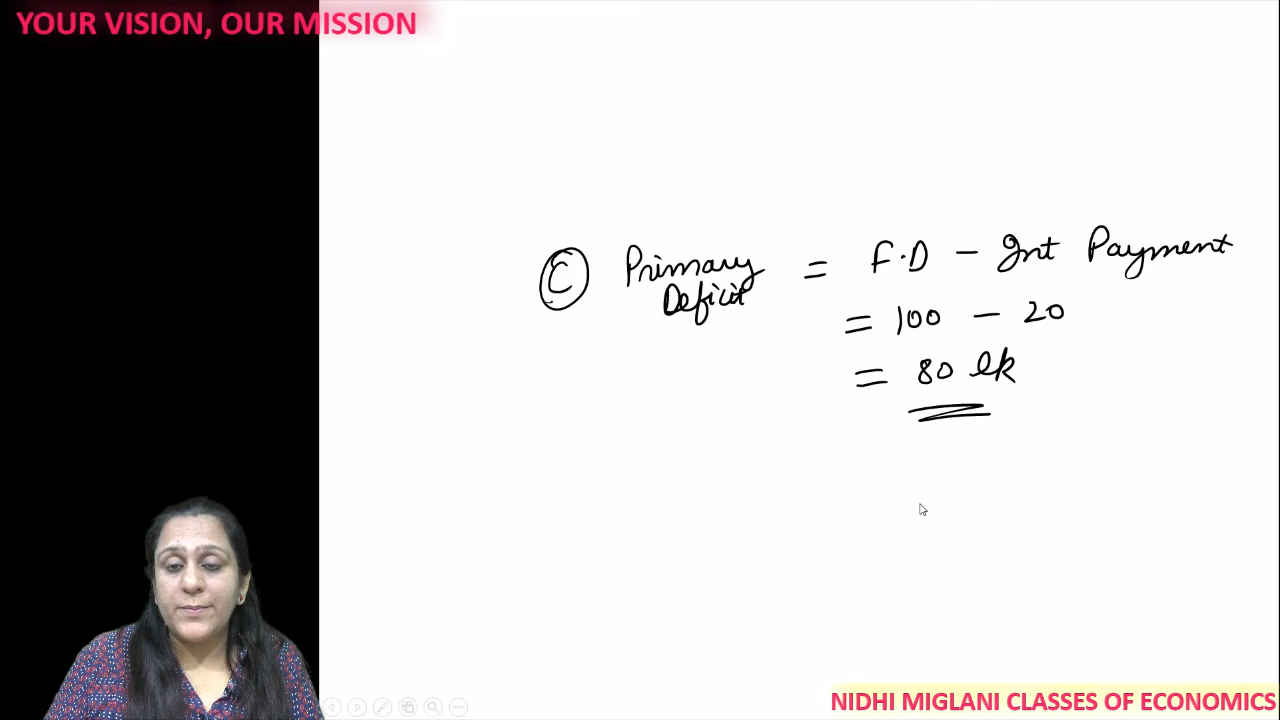 YOUR VISION, OUR MISSION
Ⓒ Primary Deficit = F.D – Int Payment
= 100 – 20
= 80 lk
NIDHI MIGLANI CLASSES OF ECONOMICS